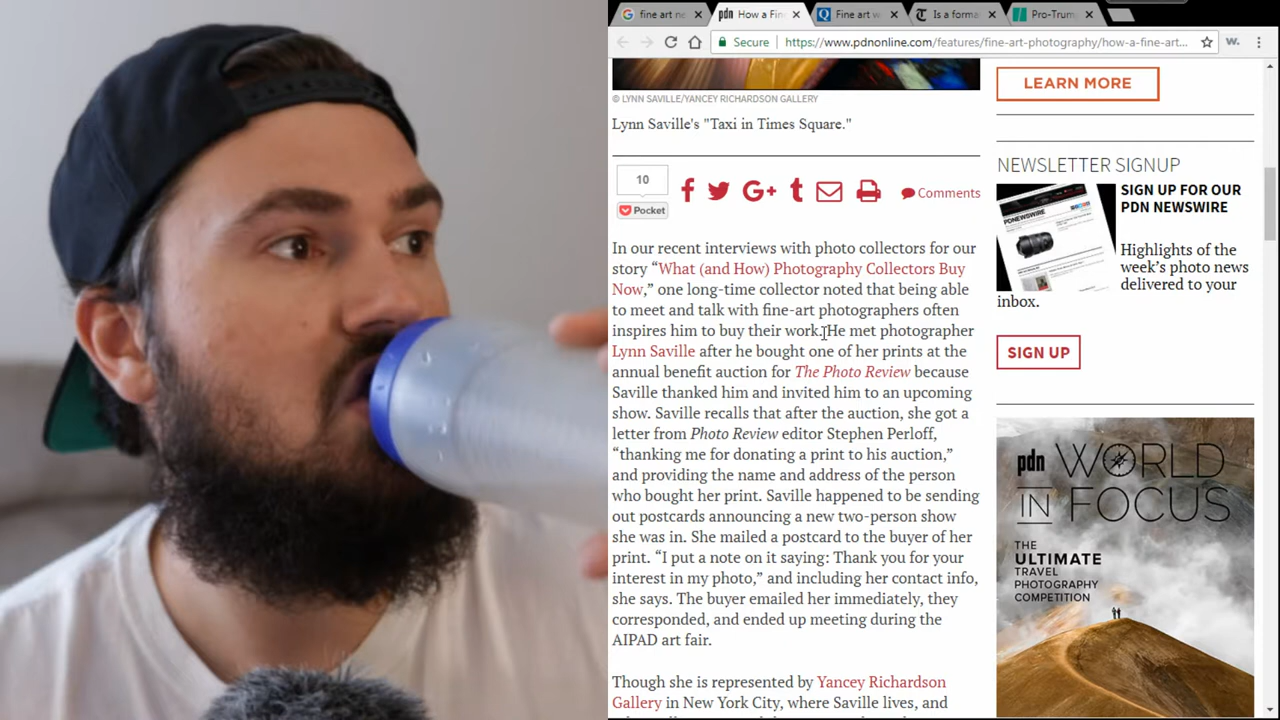 fine art ne
pdn How a Fin
Fine art w
Is a forma
Pro-Trum
Secure
https://www.pdnonline.com/features/fine-art-photography/how-a-fine-art...
W.
© LYNN SAVILLE/YANCEY RICHARDSON GALLERY
Lynn Saville's "Taxi in Times Square."
10
Pocket
G+
t
Comments
In our recent interviews with photo collectors for our
story “What (and How) Photography Collectors Buy
Now,” one long-time collector noted that being able
to meet and talk with fine-art photographers often
inspires him to buy their work. He met photographer
Lynn Saville after he bought one of her prints at the
annual benefit auction for The Photo Review because
Saville thanked him and invited him to an upcoming
show. Saville recalls that after the auction, she got a
letter from Photo Review editor Stephen Perloff,
“thanking me for donating a print to his auction,”
and providing the name and address of the person
who bought her print. Saville happened to be sending
out postcards announcing a new two-person show
she was in. She mailed a postcard to the buyer of her
print. “I put a note on it saying: Thank you for your
interest in my photo,” and including her contact info,
she says. The buyer emailed her immediately, they
corresponded, and ended up meeting during the
AIPAD art fair.
Though she is represented by Yancey Richardson
Gallery in New York City, where Saville lives, and
LEARN MORE
NEWSLETTER SIGNUP
PDNEWSWIRE
SIGN UP FOR OUR
PDN NEWSWIRE
Highlights of the
week’s photo news
delivered to your
inbox.
SIGN UP
pdn WORLD
IN FOCUS
THE
ULTIMATE
TRAVEL
PHOTOGRAPHY
COMPETITION